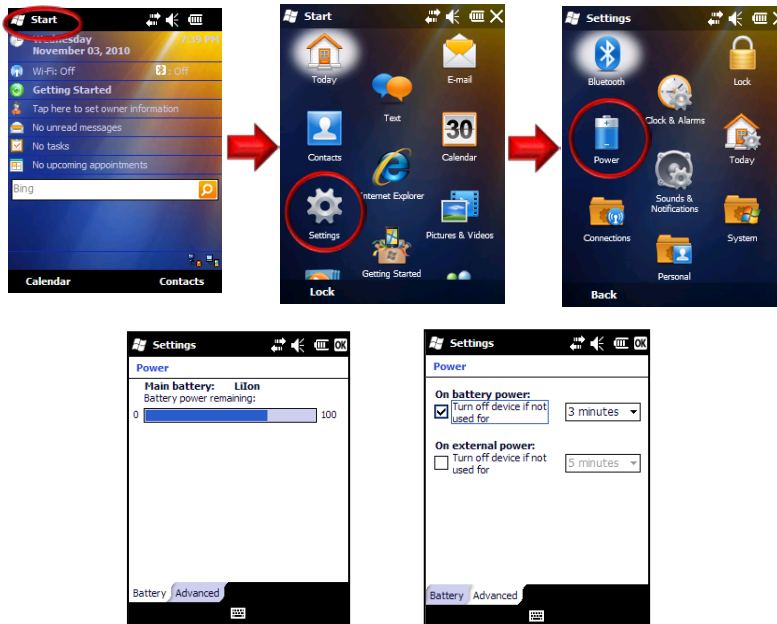 Start
Wednesday
7:39 PM
November 03, 2010
Wi-Fi: Off
: Off
Getting Started
Tap here to set owner information
No unread messages
No tasks
No upcoming appointments
Bing
Calendar
Contacts
Start
Today
E-mail
Text
30
Contacts
Calendar
Internet Explorer
Settings
Pictures & Videos
Getting Started
Lock
Settings
Bluetooth
Lock
Clock & Alarms
Power
Today
Sounds &
Notifications
Connections
System
Personal
Back
Settings
OK
Power
Main battery: LiIon
Battery power remaining:
0
100
Battery Advanced
Settings
OK
Power
On battery power:
Turn off device if not
used for
3 minutes
On external power:
Turn off device if not
used for
5 minutes
Battery Advanced